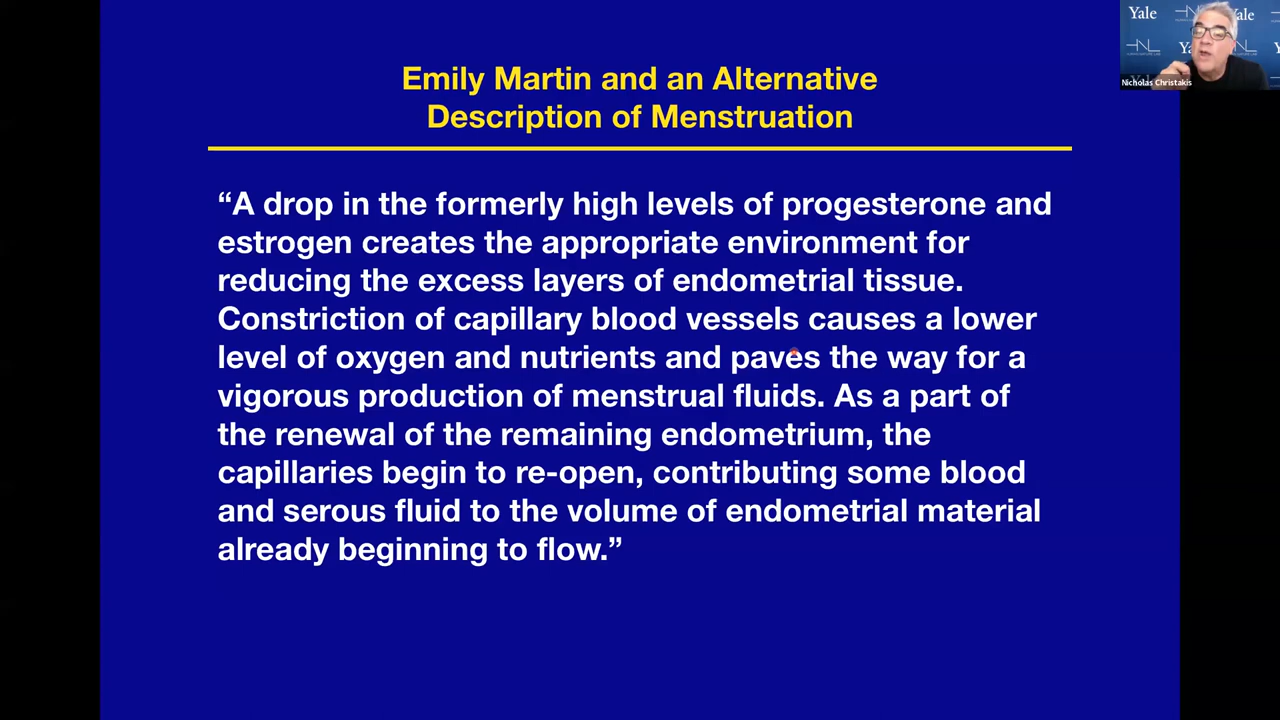 Emily Martin and an Alternative
Description of Menstruation
“A drop in the formerly high levels of progesterone and
estrogen creates the appropriate environment for
reducing the excess layers of endometrial tissue.
Constriction of capillary blood vessels causes a lower
level of oxygen and nutrients and paves the way for a
vigorous production of menstrual fluids. As a part of
the renewal of the remaining endometrium, the
capillaries begin to re-open, contributing some blood
and serous fluid to the volume of endometrial material
already beginning to flow.”
Yale
Yale
Nicholas Christakis